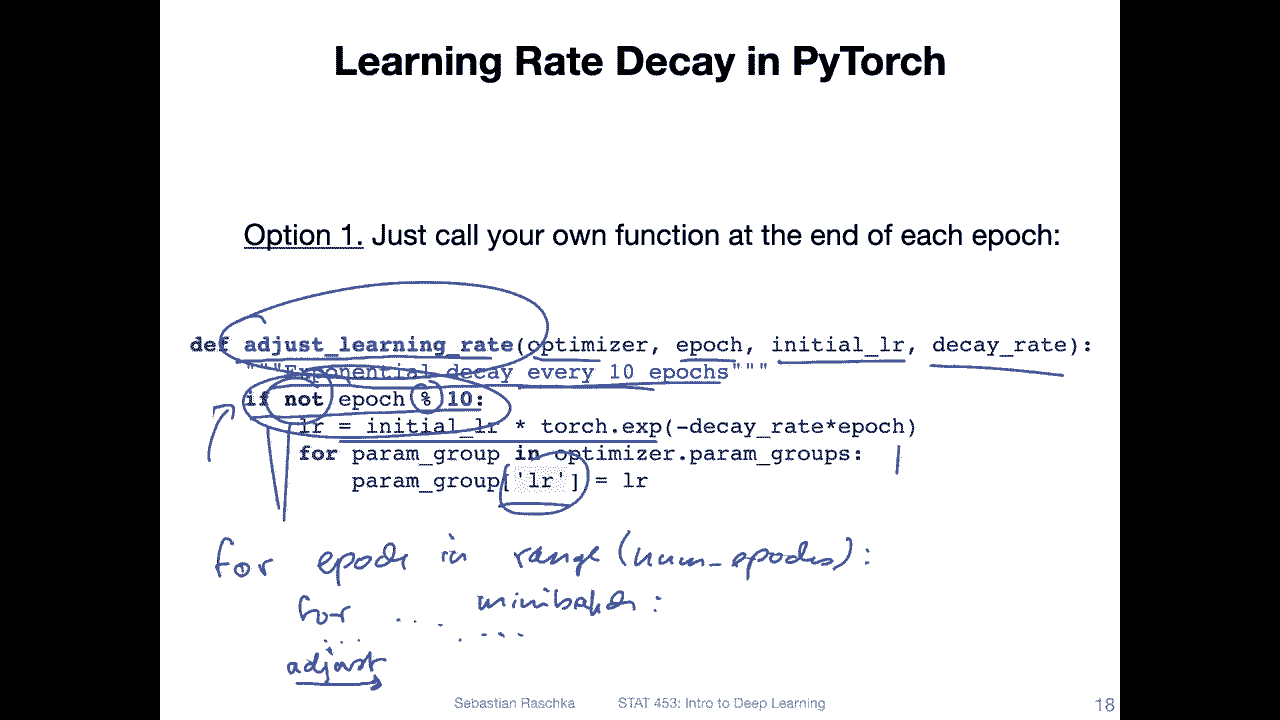 Learning Rate Decay in PyTorch
Option 1. Just call your own function at the end of each epoch:
def adjust_learning_rate(optimizer, epoch, initial_lr, decay_rate):
"""Exponential decay every 10 epochs"""
if not epoch % 10:
lr = initial_lr * torch.exp(-decay_rate*epoch)
for param_group in optimizer.param_groups:
param_group['lr'] = lr
for epoch in range (num_epochs):
for .... minibatch:
... ....
adjust
Sebastian Raschka STAT 453: Intro to Deep Learning 18